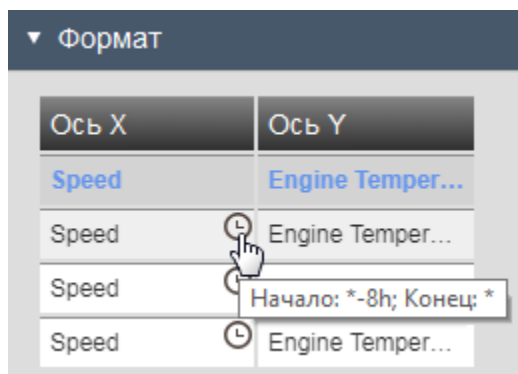 Формат
Ось X Ось Y
Speed Engine Temper...
Speed Engine Temper...
Speed
Начало: *-8h; Конец: *
Speed Engine Temper...